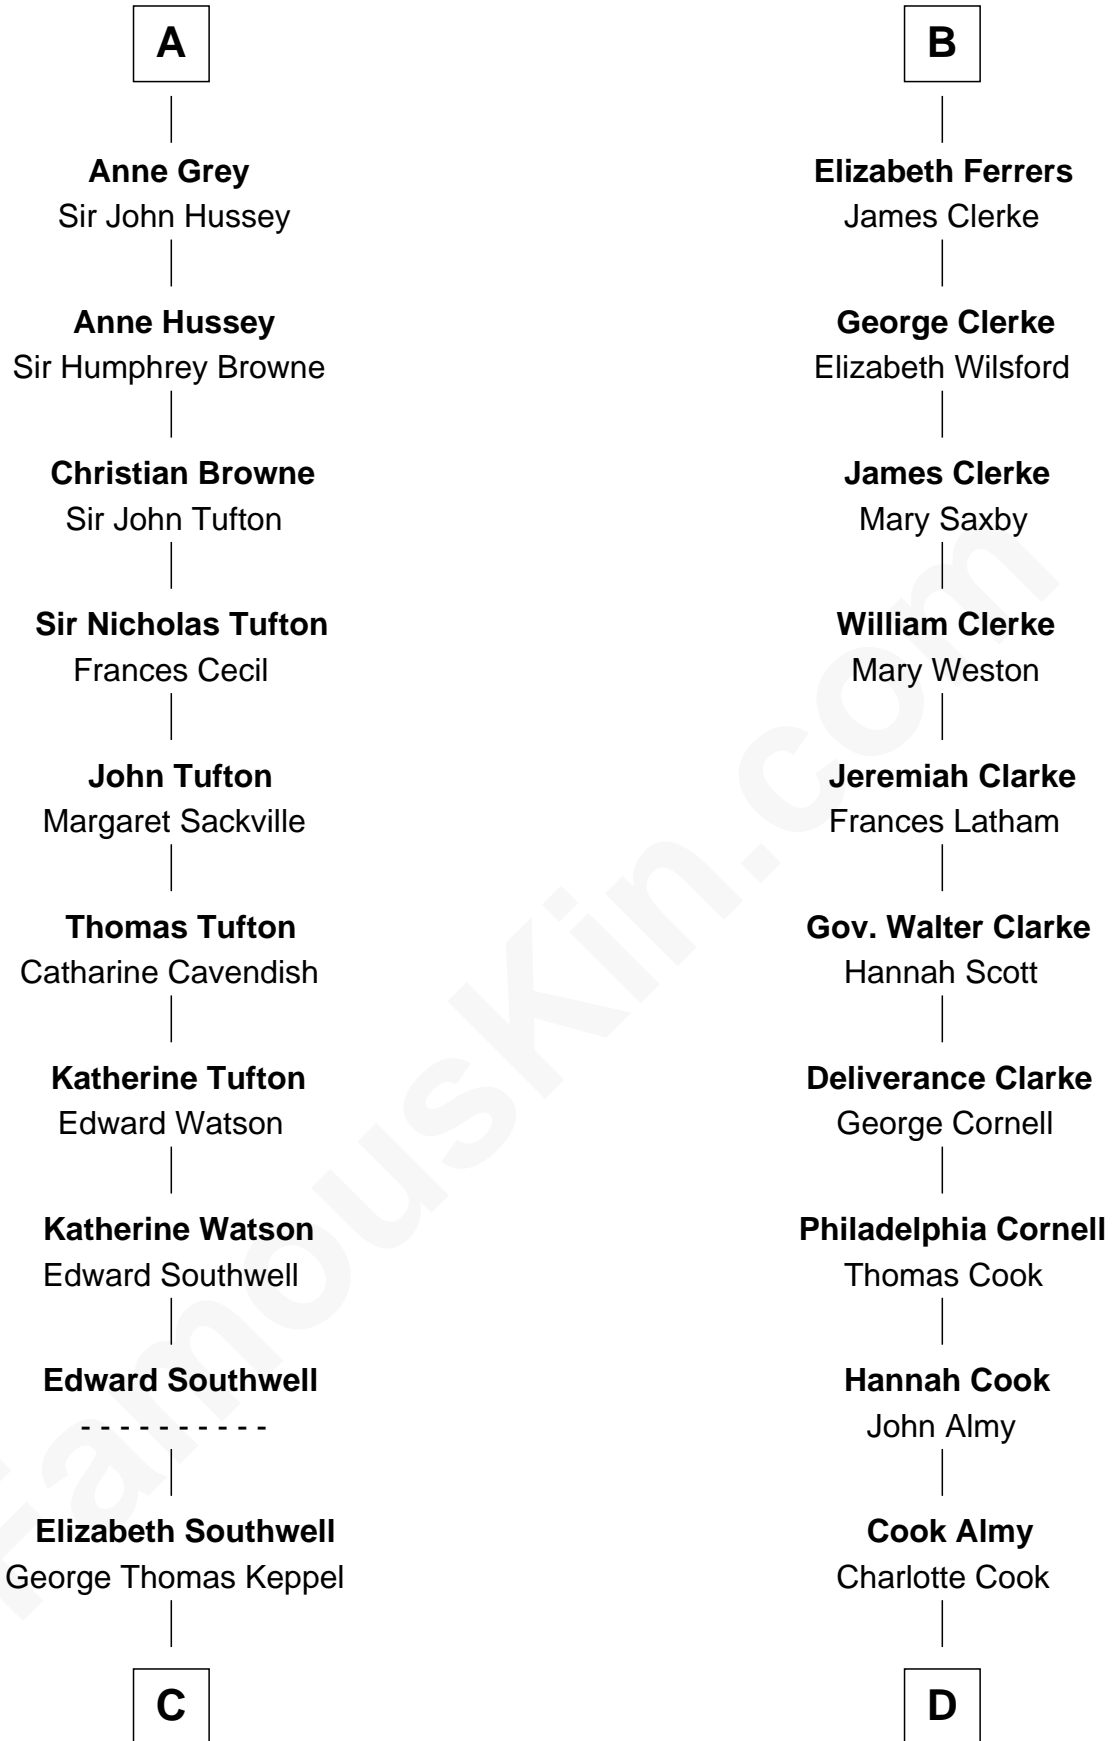 A
Anne Grey
Sir John Hussey
Anne Hussey
Sir Humphrey Browne
Christian Browne
Sir John Tufton
Sir Nicholas Tufton
Frances Cecil
John Tufton
Margaret Sackville
Thomas Tufton
Catharine Cavendish
Katherine Tufton
Edward Watson
Katherine Watson
Edward Southwell
Edward Southwell
- - - - - - - - - -
Elizabeth Southwell
George Thomas Keppel
C
B
Elizabeth Ferrers
James Clerke
George Clerke
Elizabeth Wilsford
James Clerke
Mary Saxby
William Clerke
Mary Weston
Jeremiah Clarke
Frances Latham
Gov. Walter Clarke
Hannah Scott
Deliverance Clarke
George Cornell
Philadelphia Cornell
Thomas Cook
Hannah Cook
John Almy
Cook Almy
Charlotte Cook
D
FamousKin.com